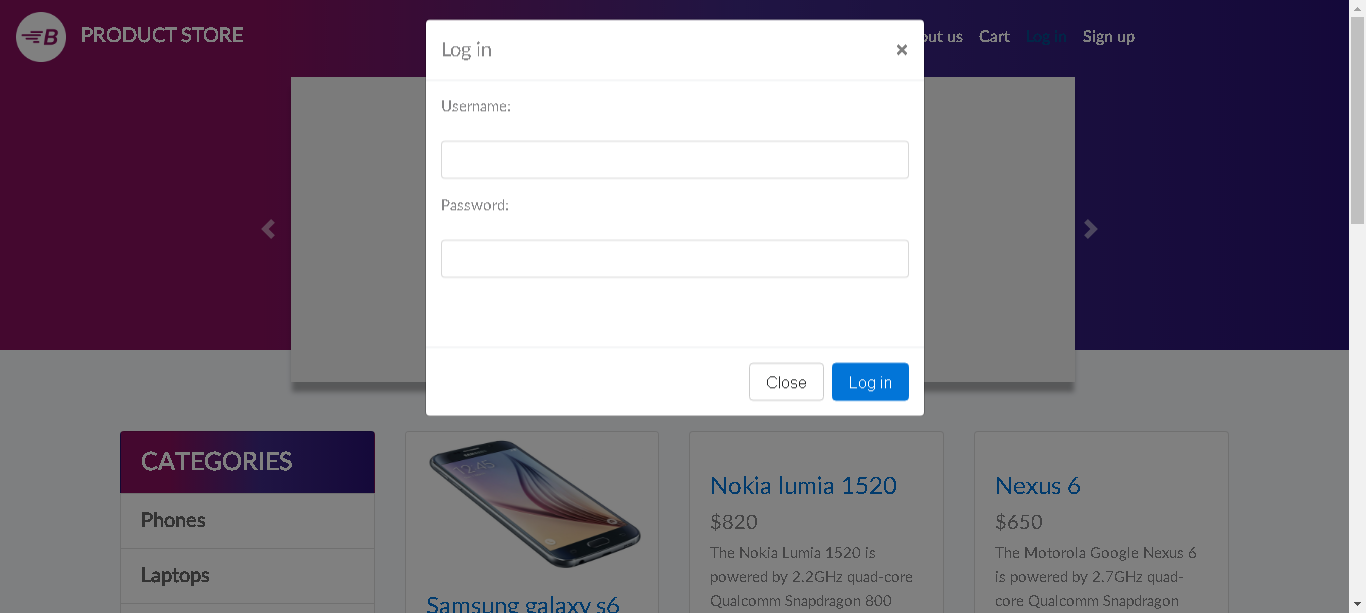 PRODUCT STORE
out us Cart Log in Sign up
Log in
×
Username:
Password:
Close
Log in
CATEGORIES
Phones
Laptops
Samsung galaxy s6
Nokia lumia 1520
$820
The Nokia Lumia 1520 is
powered by 2.2GHz quad-core
Qualcomm Snapdragon 800
Nexus 6
$650
The Motorola Google Nexus 6
is powered by 2.7GHz quad-
core Qualcomm Snapdragon